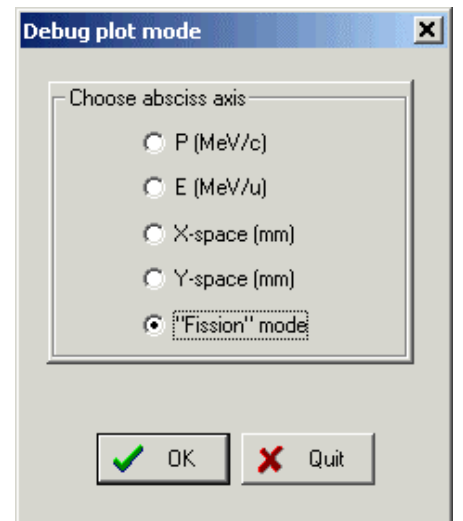 Debug plot mode
Choose absciss axis
P (MeV/c)
E (MeV/u)
X-space (mm)
Y-space (mm)
"Fission" mode
OK Quit